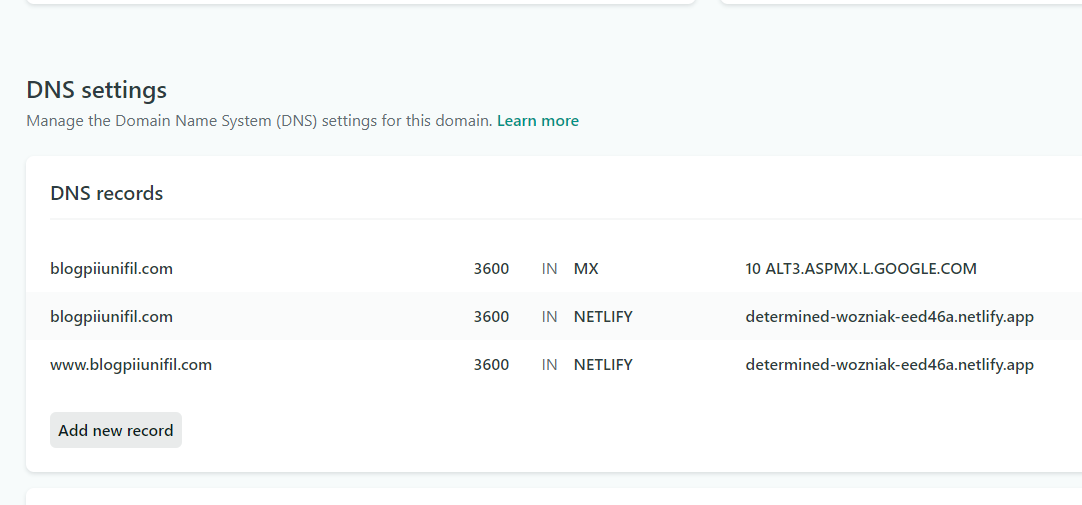 DNS settings
Manage the Domain Name System (DNS) settings for this domain. Learn more
DNS records
blogpiiunifil.com 3600 IN MX 10 ALT3.ASPMX.L.GOOGLE.COM
blogpiiunifil.com 3600 IN NETLIFY determined-wozniak-eed46a.netlify.app
www.blogpiiunifil.com 3600 IN NETLIFY determined-wozniak-eed46a.netlify.app
Add new record